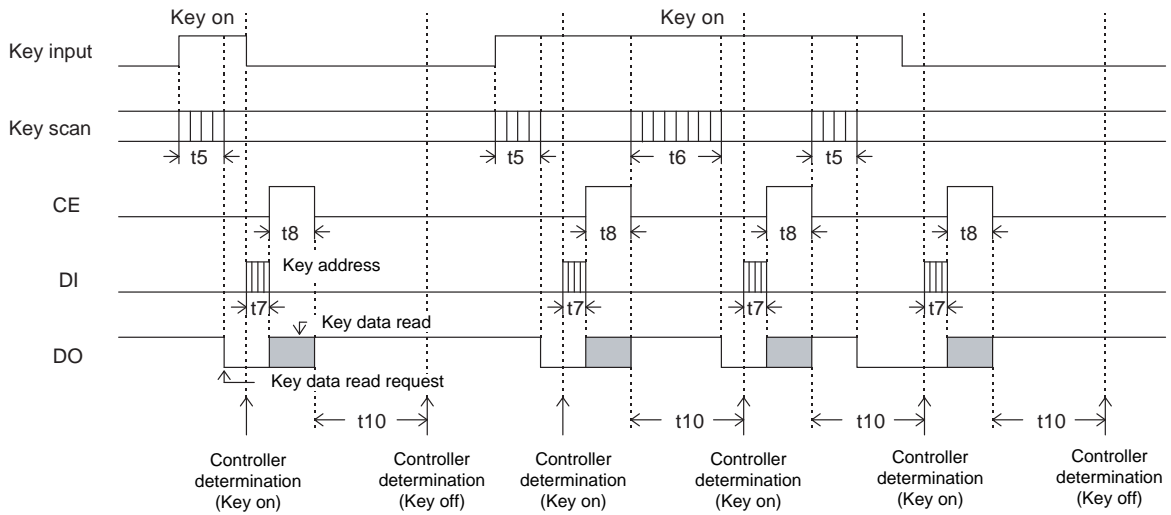 Key on
Key on
Key input
Key scan
t5
t5
t6
t5
CE
t8
t8
t8
t8
Key address
DI
t7
t7
t7
t7
Key data read
DO
Key data read request
t10
t10
t10
t10
Controller
determination
(Key on)
Controller
determination
(Key off)
Controller
determination
(Key on)
Controller
determination
(Key on)
Controller
determination
(Key on)
Controller
determination
(Key off)